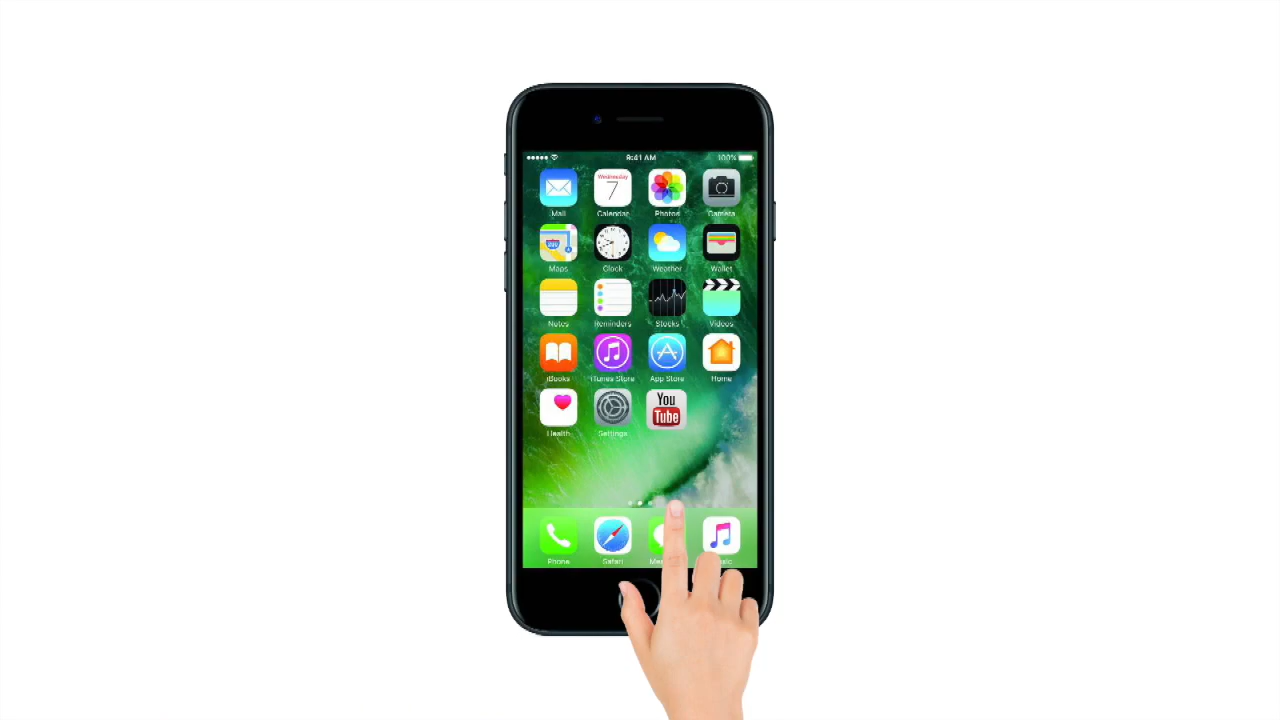 9:41 AM 100%
Wednesday
7
Mail Calendar Photos Camera
280
Maps Clock Weather Wallet
Notes Reminders Stocks Videos
iBooks iTunes Store App Store Home
You
Tube
Health Settings
Phone Safari